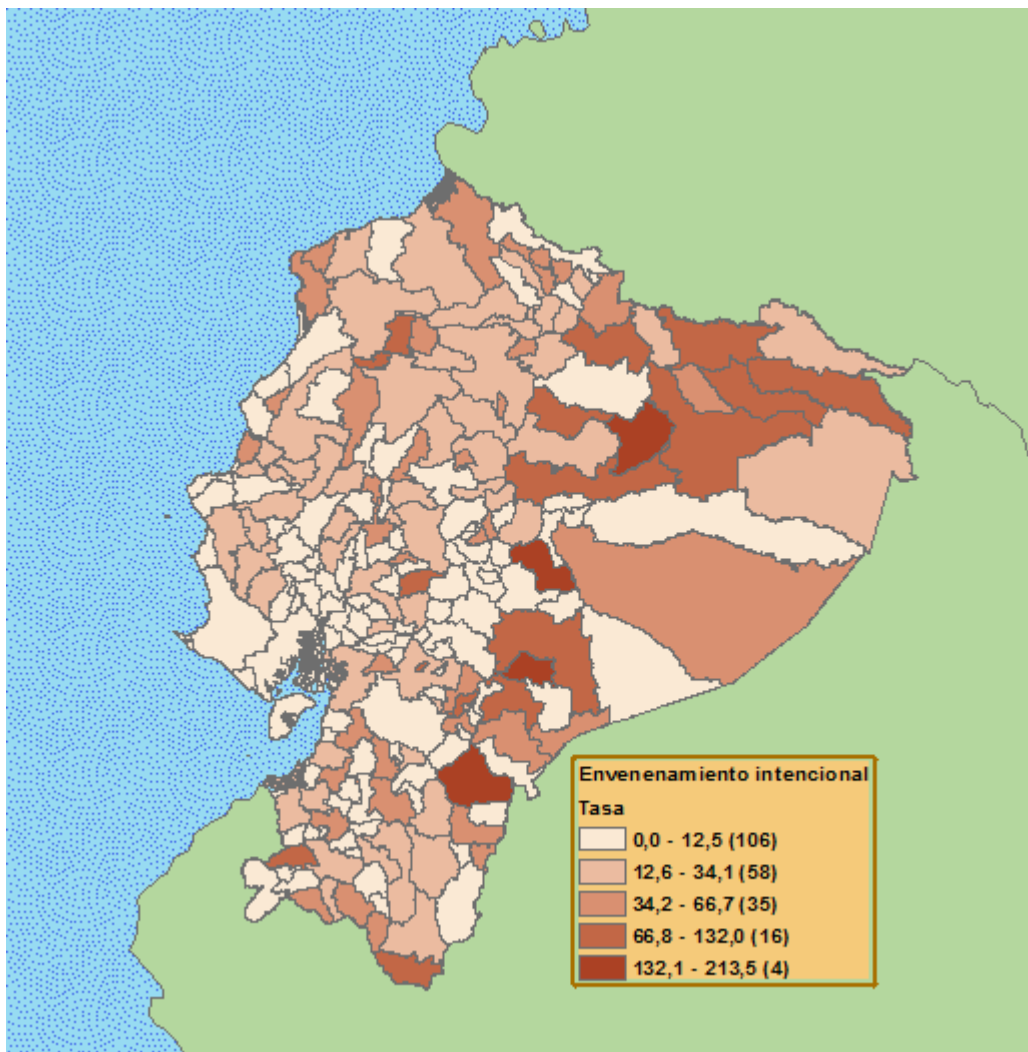 Envenenamiento intencional
Tasa
0,0 - 12,5 (106)
12,6 - 34,1 (58)
34,2 - 66,7 (35)
66,8 - 132,0 (16)
132,1 - 213,5 (4)